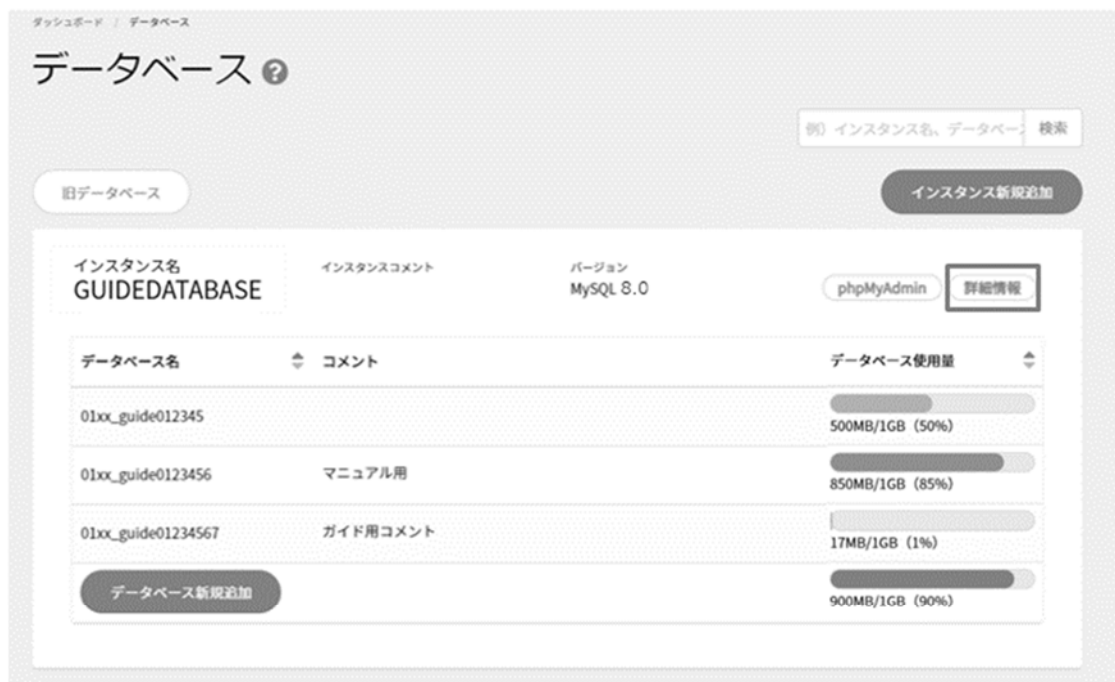 ダッシュボード / データベース
データベース ?
例）インスタンス名、データベース 検索
旧データベース インスタンス新規追加
インスタンス名 インスタンスコメント バージョン
GUIDEDATABASE MySQL 8.0 phpMyAdmin 詳細情報
データベース名 コメント データベース使用量
01xx_guide012345 500MB/1GB（50%）
01xx_guide0123456 マニュアル用 850MB/1GB（85%）
01xx_guide01234567 ガイド用コメント 17MB/1GB（1%）
データベース新規追加 900MB/1GB（90%）